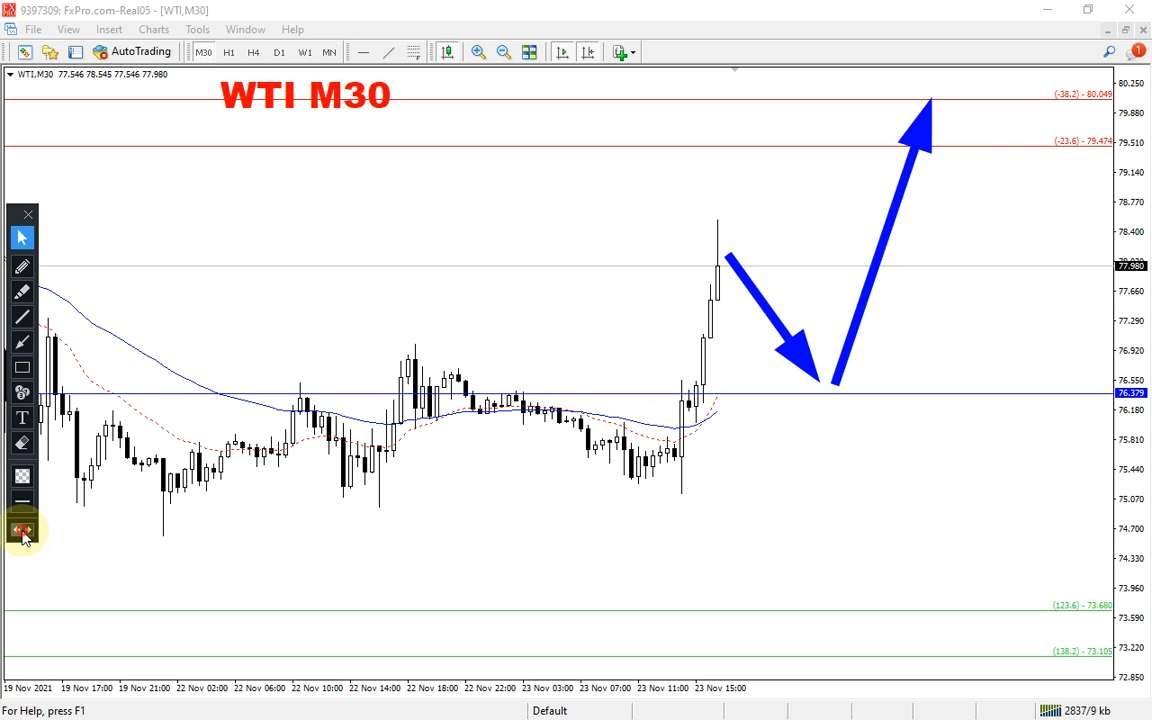 9397309: FxPro.com-Real05 - [WTI,M30]
File View Insert Charts Tools Window Help
AutoTrading M30 H1 H4 D1 W1 MN
1
WTI,M30 77.546 78.545 77.546 77.980
WTI M30
80.250
(-38.2) - 80.049
79.880
(-23.6) - 79.474
79.510
79.140
78.770
78.400
77.980
77.660
77.290
76.920
76.550
76.379
76.180
75.810
75.440
75.070
74.700
74.330
73.960
(123.6) - 73.680
73.590
73.220
(138.2) - 73.105
72.850
T
19 Nov 2021 19 Nov 17:00 19 Nov 21:00 22 Nov 02:00 22 Nov 06:00 22 Nov 10:00 22 Nov 14:00 22 Nov 18:00 22 Nov 22:00 23 Nov 03:00 23 Nov 07:00 23 Nov 11:00 23 Nov 15:00
For Help, press F1 Default 2837/9 kb